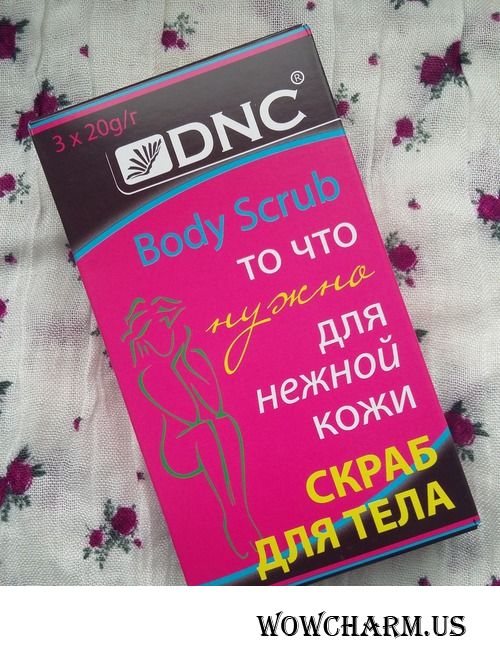 3 x 20g/г
DNC®
Body Scrub
то что
нужно
для
нежной
кожи
СКРАБ
ДЛЯ ТЕЛА
WOWCHARM.US